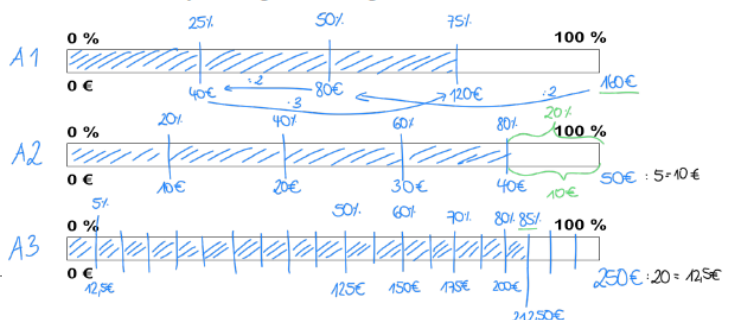 25% 50% 75%
0 % 100 %
A1
0 €
40€ :2 80€ 120€ :2 160€
·3
20% 40% 60% 80% 20%
0 % 100 %
A2
0 €
10€ 20€ 30€ 40€ 10€ 50€ : 5 = 10€
5% 50% 60% 70% 80% 85%
0 % 100 %
A3
0 €
12,5€ 125€ 150€ 175€ 200€ 250€ : 20 = 12,5€
212,50€